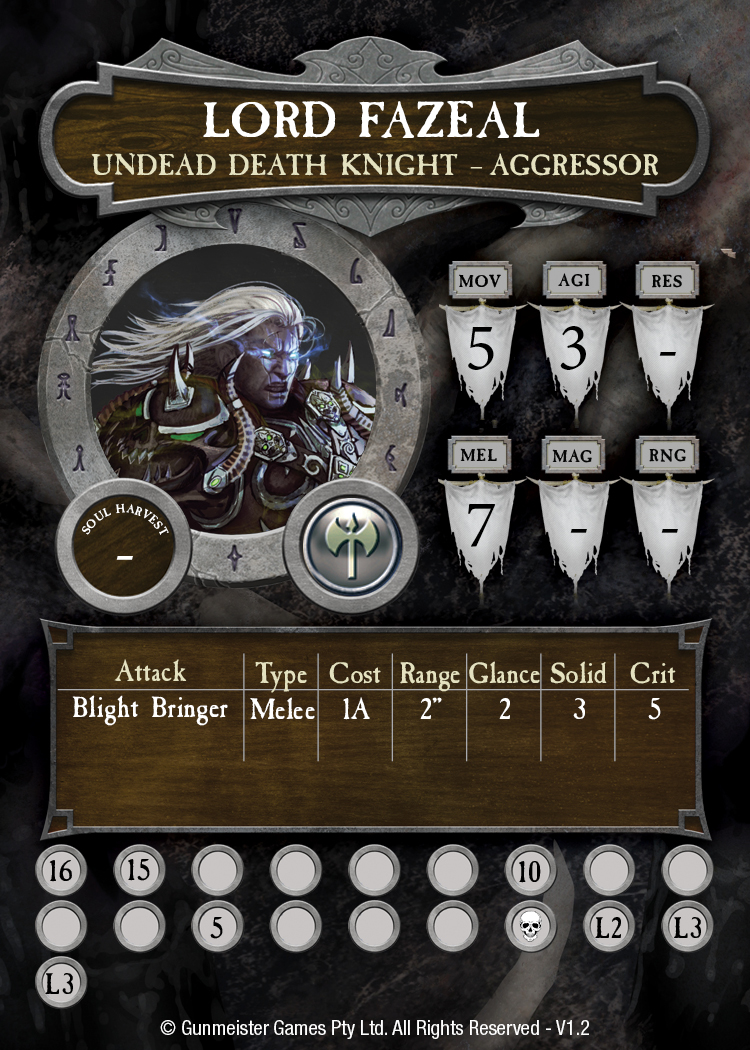 LORD FAZEAL
UNDEAD DEATH KNIGHT – AGGRESSOR
MOV AGI RES
5 3 -
MEL MAG RNG
7 - -
SOUL HARVEST
-
Attack Type Cost Range Glance Solid Crit
Blight Bringer Melee 1A 2” 2 3 5
16 15 10
5 L2 L3
L3
© Gunmeister Games Pty Ltd. All Rights Reserved - V1.2